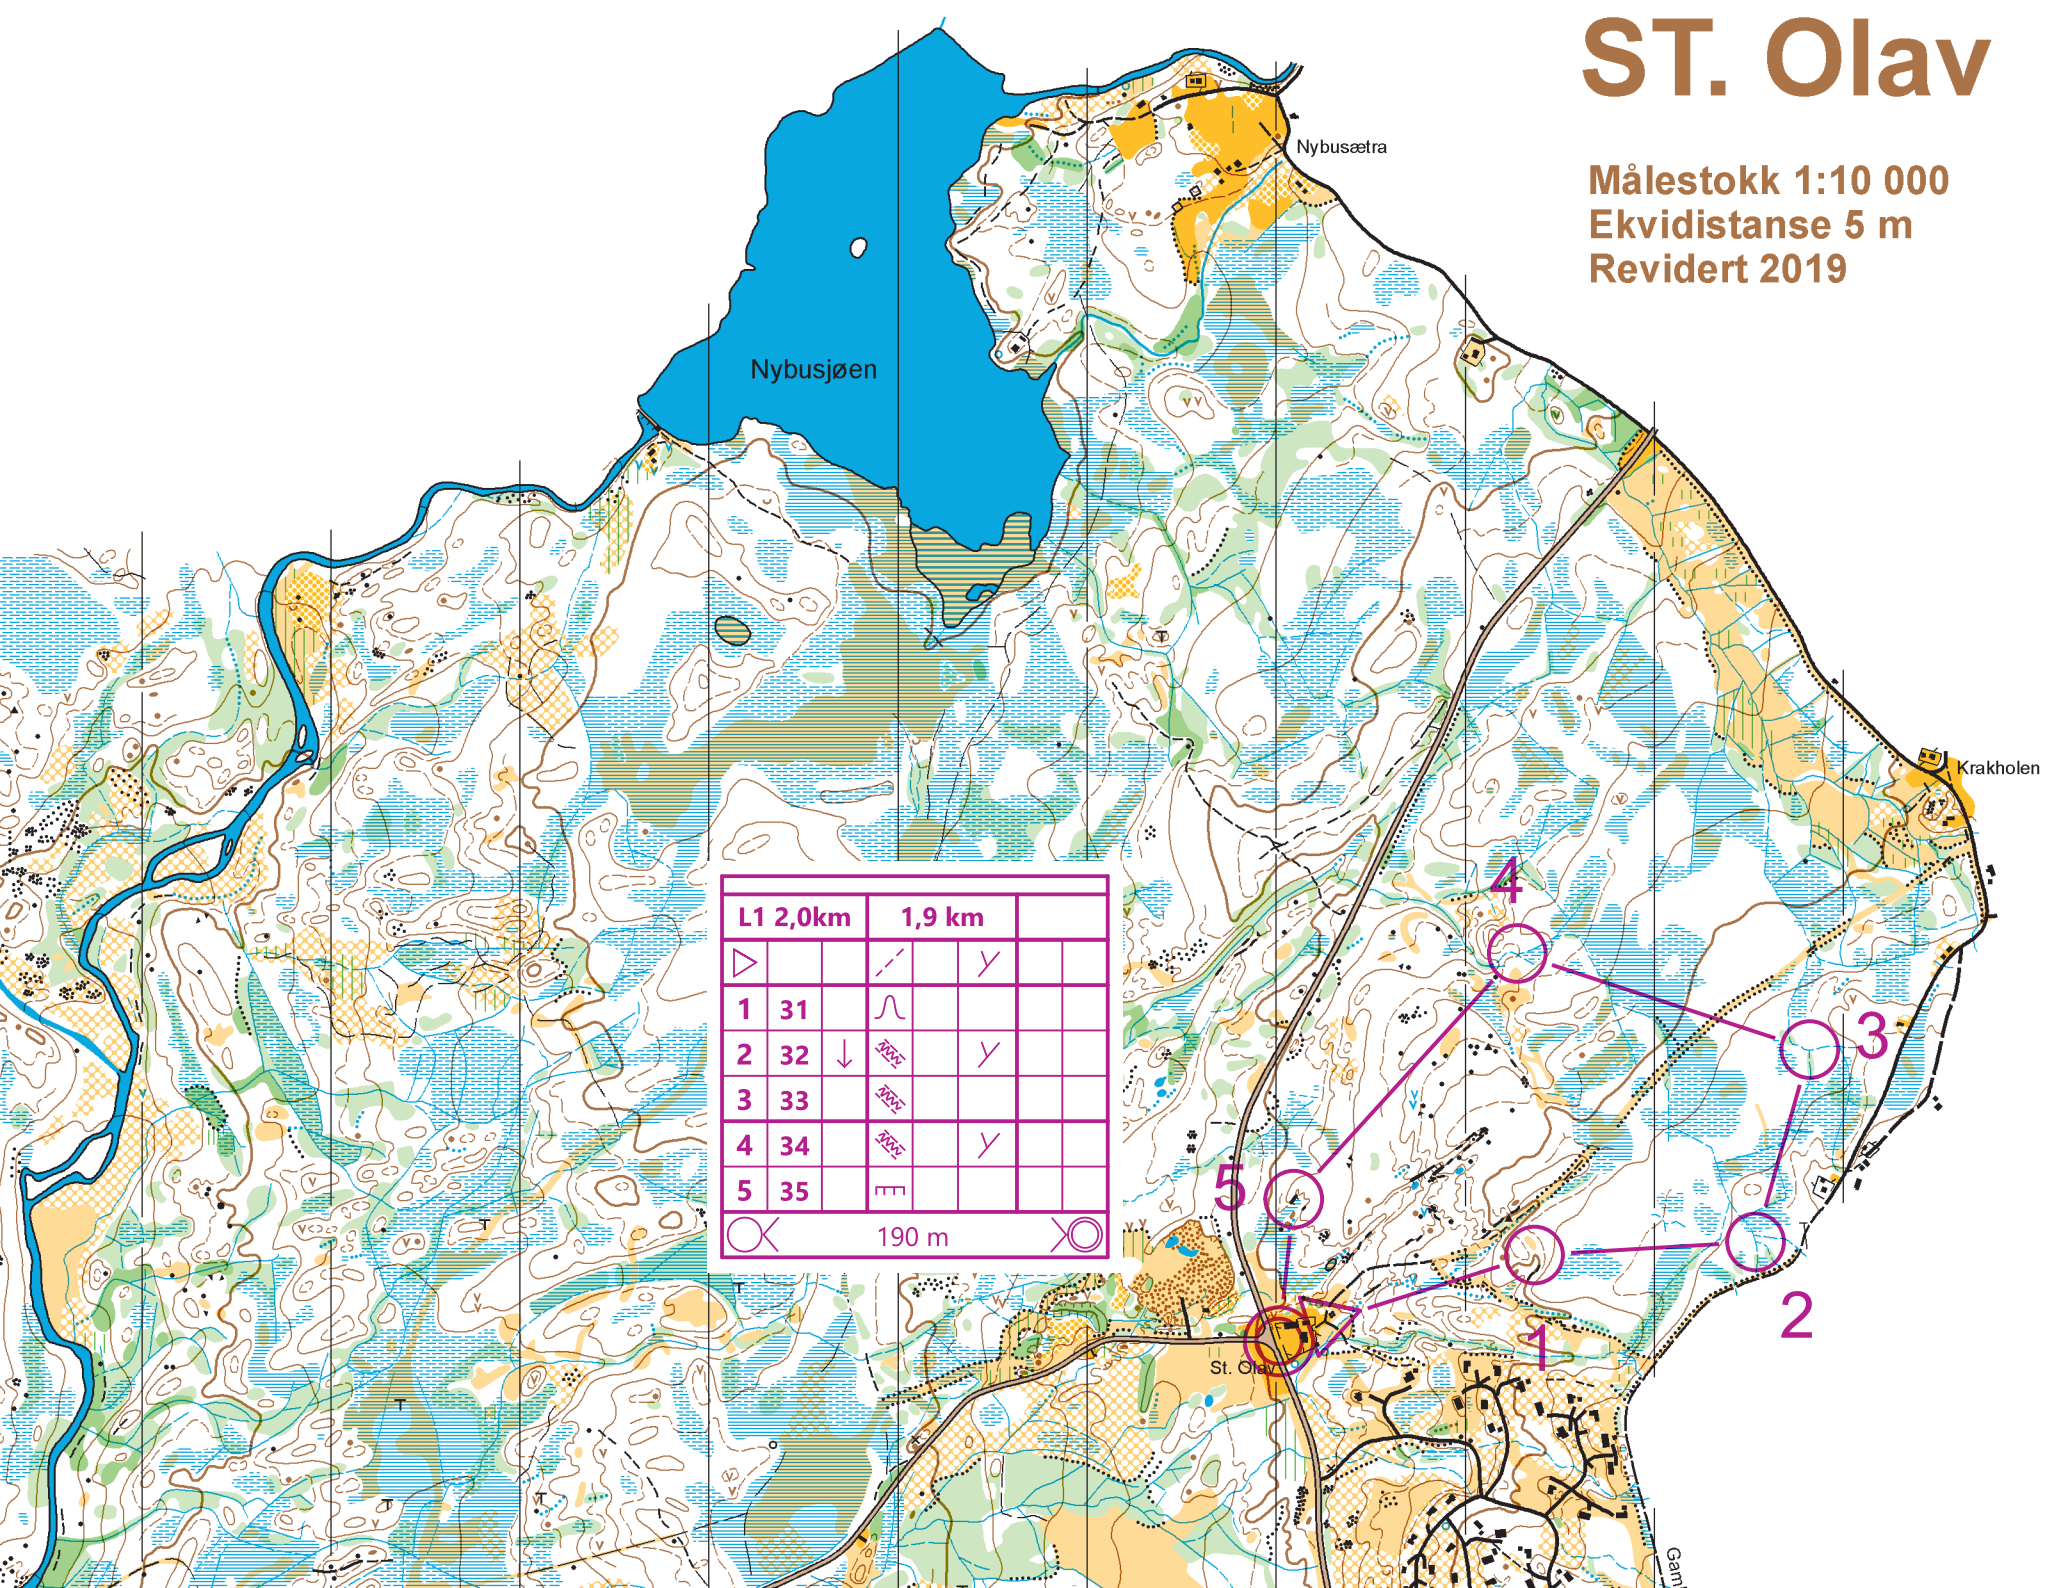 ST. Olav
Målestokk 1:10 000
Ekvidistanse 5 m
Revidert 2019
Nybusætra
Nybusjøen
Krakholen
4
3
5
2
1
St. Olav
L1 2,0km 1,9 km
1 31
2 32
3 33
4 34
5 35
190 m